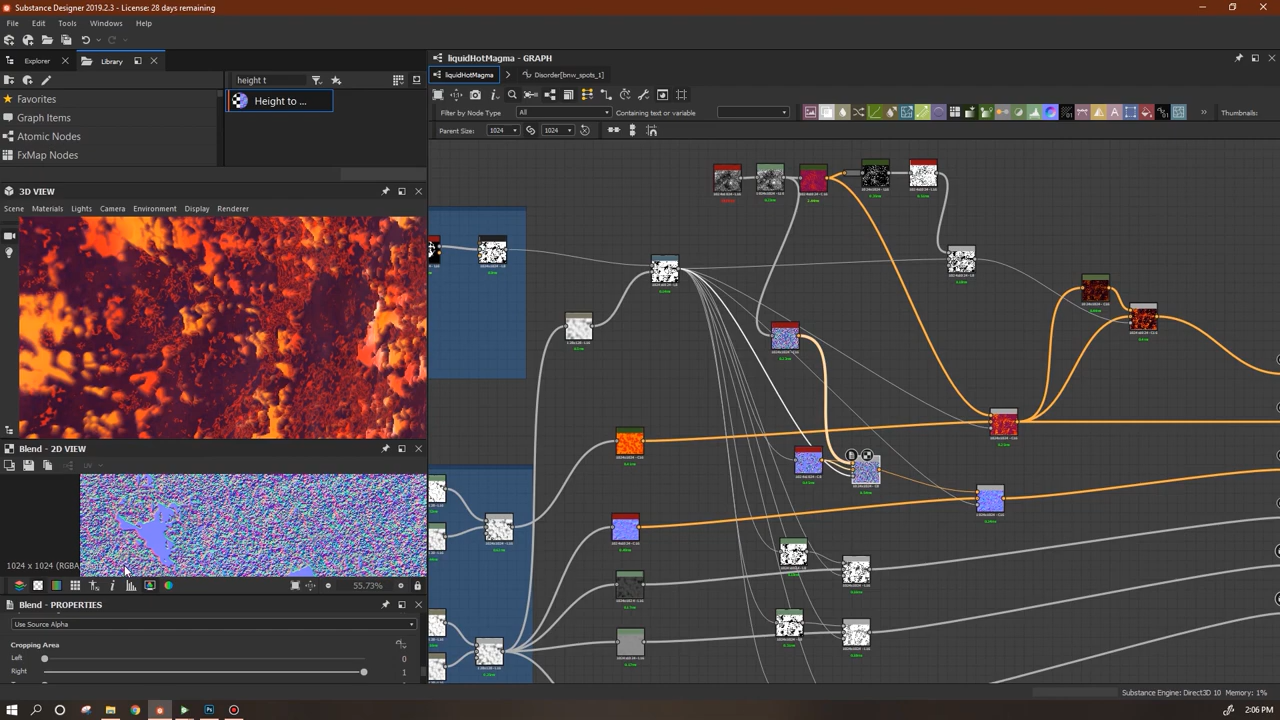 Substance Designer 2019.2.3 - License: 28 days remaining
File Edit Tools Windows Help
Explorer
Library
height t
Favorites
Graph Items
Atomic Nodes
FxMap Nodes
Height to ...
3D VIEW
Scene Materials Lights Camera Environment Display Renderer
Blend - 2D VIEW
UV
1024 x 1024 (RGBA
55.73%
Blend - PROPERTIES
Use Source Alpha
Cropping Area
Left 0
Right 1
liquidHotMagma - GRAPH
liquidHotMagma
Disorder[bnw_spots_1]
Filter by Node Type
All
Containing text or variable
Thumbnails:
Parent Size: 1024 1024
Substance Engine: Direct3D 10 Memory: 1%
2:06 PM